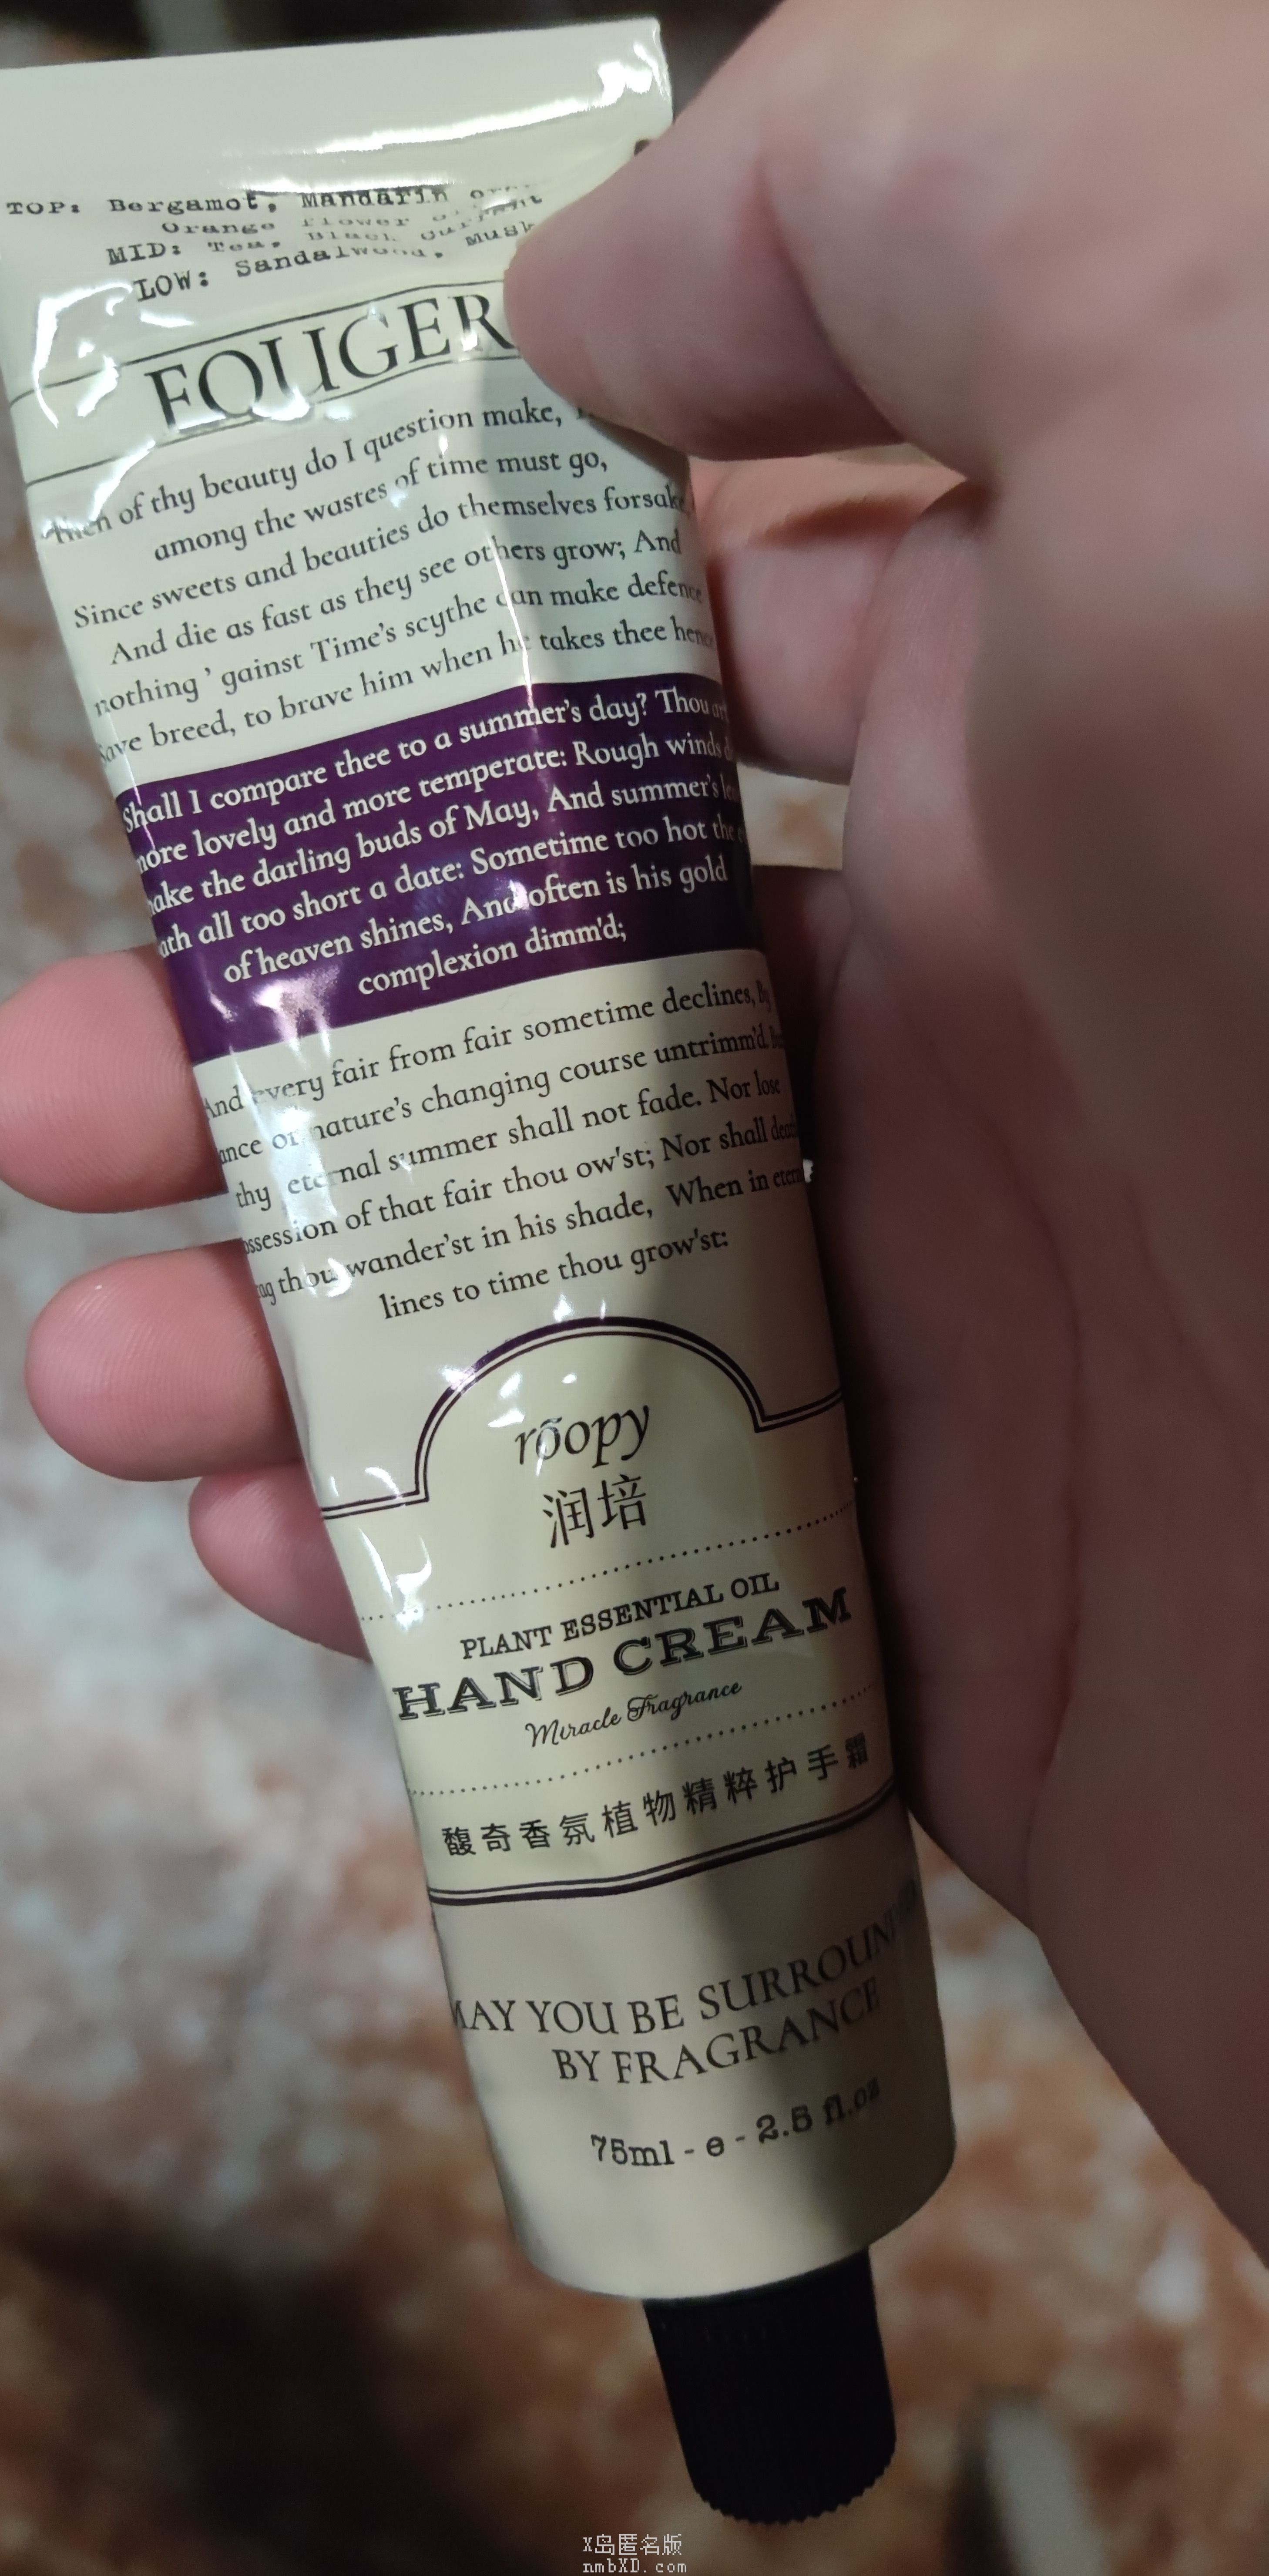 TOP: Bergamot, Mandarin
Orange flower
MID: Tea, Black currant
LOW: Sandalwood, Musk
FOUGER
of thy beauty do I question make,
among the wastes of time must go,
Since sweets and beauties do themselves forsake
And die as fast as they see others grow; And
nothing ' gainst Time's scythe can make defence
Save breed, to brave him when he takes thee
Shall I compare thee to a summer's day? Thou art
more lovely and more temperate: Rough winds
the darling buds of May, And summer's
all too short a date: Sometime too hot the
of heaven shines, And often is his gold
complexion dimm'd;
And every fair from fair sometime declines, By
or nature's changing course untrimm'd.
thy eternal summer shall not fade. Nor lose
of that fair thou ow'st; Nor shall
thou wander'st in his shade, When in
lines to time thou grow'st:
rõopy
润培
PLANT ESSENTIAL OIL
HAND CREAM
Miracle Fragrance
馥奇香氛植物精粹护手霜
MAY YOU BE
BY FRAGRANCE
75ml - e - 2.5 fl.oz
X岛匿名版
nmbXD.com